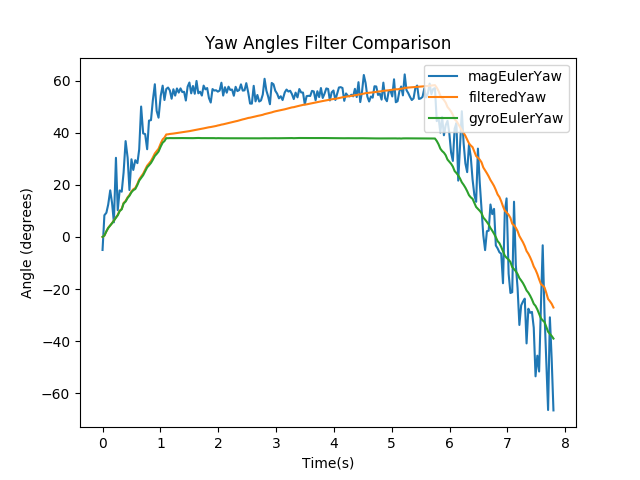 Yaw Angles Filter Comparison
magEulerYaw
filteredYaw
gyroEulerYaw
60
40
20
0
−20
−40
−60
Angle (degrees)
0 1 2 3 4 5 6 7 8
Time(s)